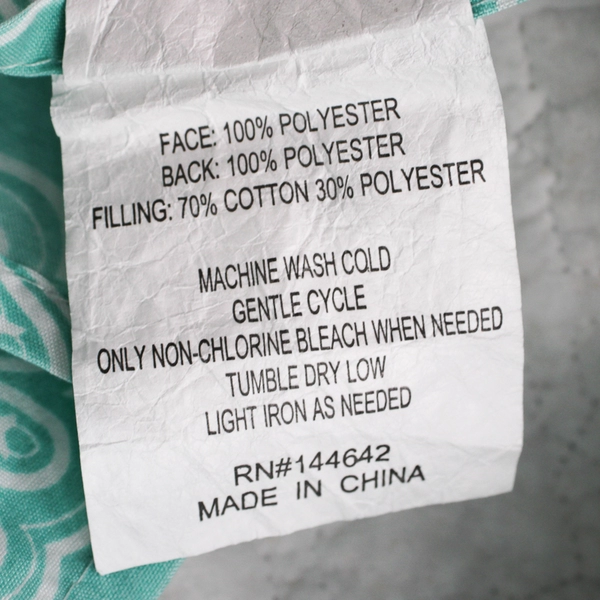 FACE: 100% POLYESTER
BACK: 100% POLYESTER
FILLING: 70% COTTON 30% POLYESTER
MACHINE WASH COLD
GENTLE CYCLE
ONLY NON-CHLORINE BLEACH WHEN NEEDED
TUMBLE DRY LOW
LIGHT IRON AS NEEDED
RN#144642
MADE IN CHINA